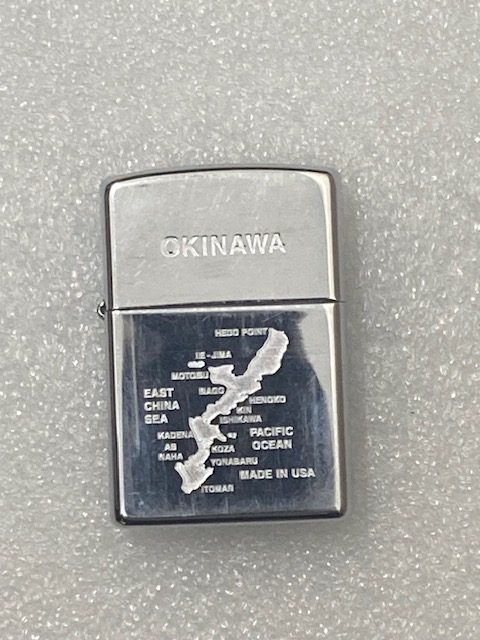 OKINAWA
HEDO POINT
IE-JIMA
MOTOBU
NAGO
HENOKO
EAST
CHINA
SEA
KIN
ISHIKAWA
KADENA
AB
PACIFIC
OCEAN
KOZA
NAHA
YONABARU
MADE IN USA
ITOMAN